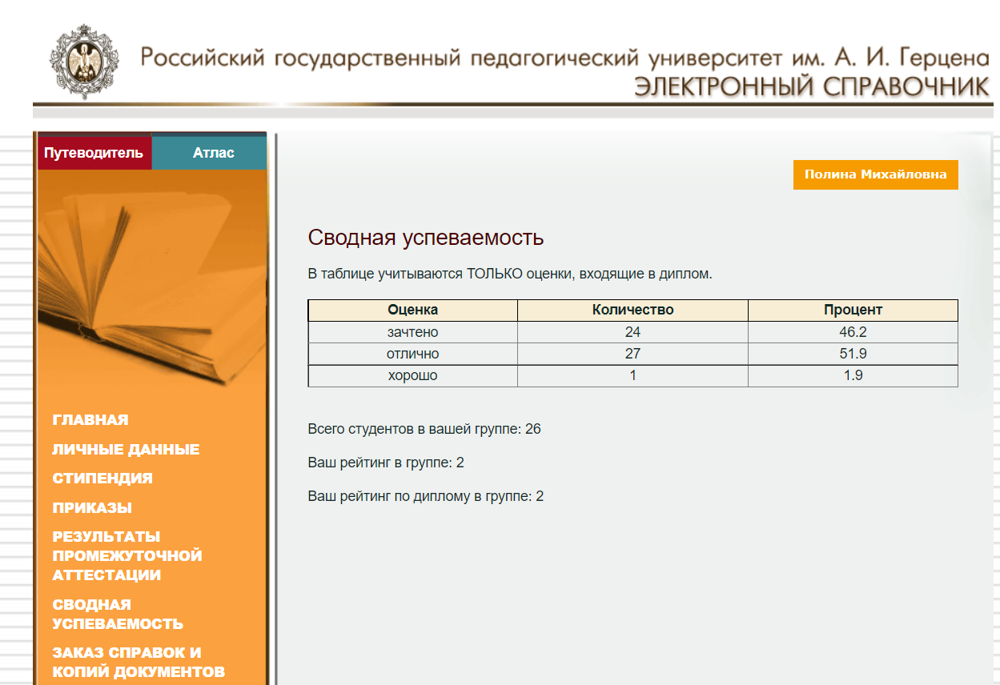 Российский государственный педагогический университет им. А. И. Герцена
ЭЛЕКТРОННЫЙ СПРАВОЧНИК
Путеводитель Атлас
Полина Михайловна
Сводная успеваемость
В таблице учитываются ТОЛЬКО оценки, входящие в диплом.
Оценка Количество Процент
зачтено 24 46.2
отлично 27 51.9
хорошо 1 1.9
Всего студентов в вашей группе: 26
Ваш рейтинг в группе: 2
Ваш рейтинг по диплому в группе: 2
ГЛАВНАЯ
ЛИЧНЫЕ ДАННЫЕ
СТИПЕНДИЯ
ПРИКАЗЫ
РЕЗУЛЬТАТЫ
ПРОМЕЖУТОЧНОЙ
АТТЕСТАЦИИ
СВОДНАЯ
УСПЕВАЕМОСТЬ
ЗАКАЗ СПРАВОК И
КОПИЙ ДОКУМЕНТОВ